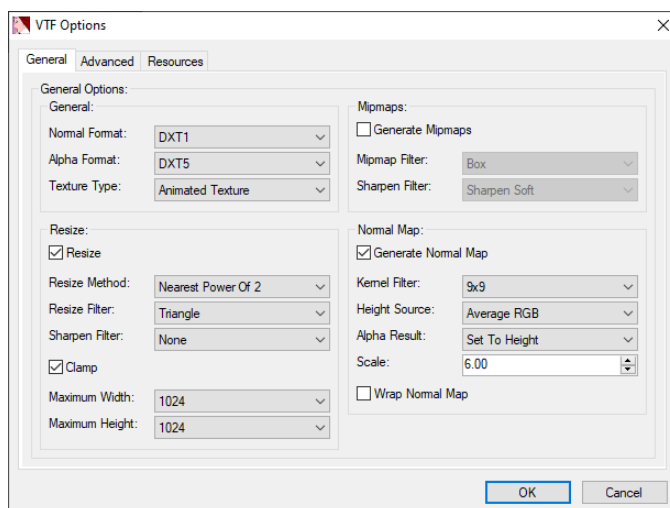 VTF Options
General Advanced Resources
General Options:
General:
Normal Format: DXT1
Alpha Format: DXT5
Texture Type: Animated Texture
Mipmaps:
Generate Mipmaps
Mipmap Filter: Box
Sharpen Filter: Sharpen Soft
Resize:
Resize
Resize Method: Nearest Power Of 2
Resize Filter: Triangle
Sharpen Filter: None
Clamp
Maximum Width: 1024
Maximum Height: 1024
Normal Map:
Generate Normal Map
Kernel Filter: 9x9
Height Source: Average RGB
Alpha Result: Set To Height
Scale: 6.00
Wrap Normal Map
OK Cancel